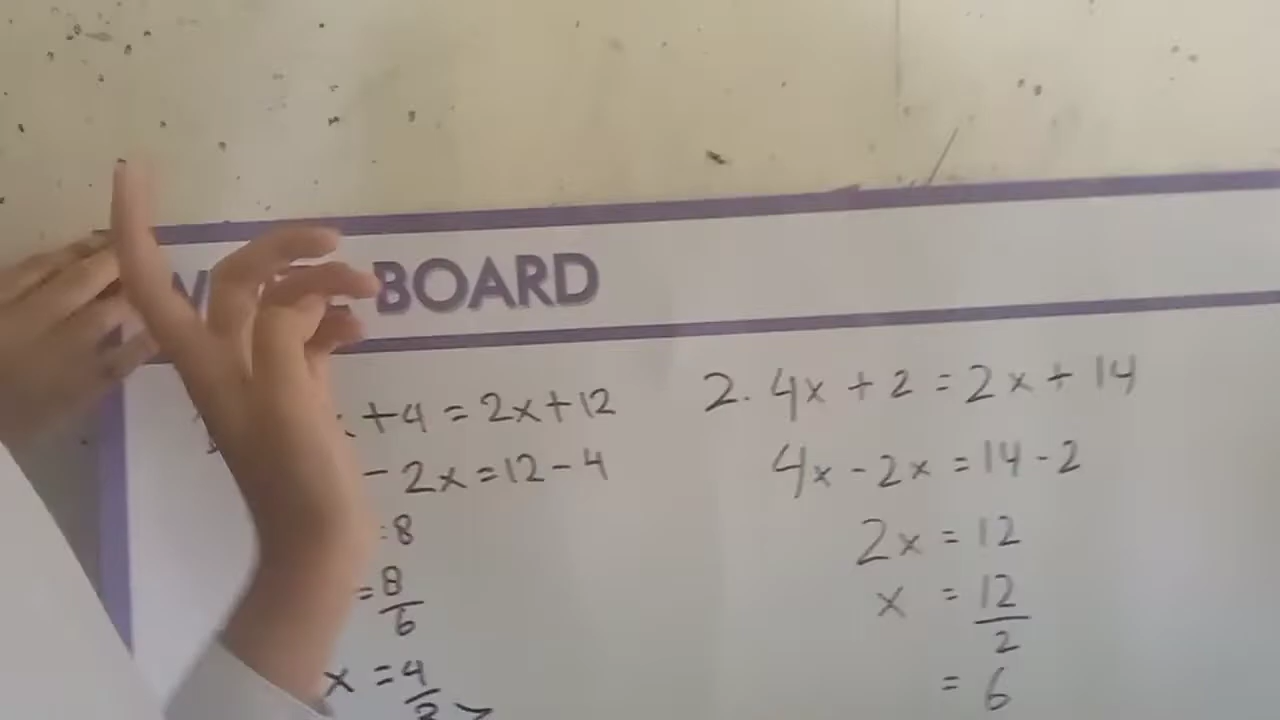 BOARD
+4 = 2x+12
- 2x = 12 - 4
= 8
= 8/6
x = 4/3
2. 4x + 2 = 2x + 14
4x - 2x = 14 - 2
2x = 12
x = 12/2
= 6